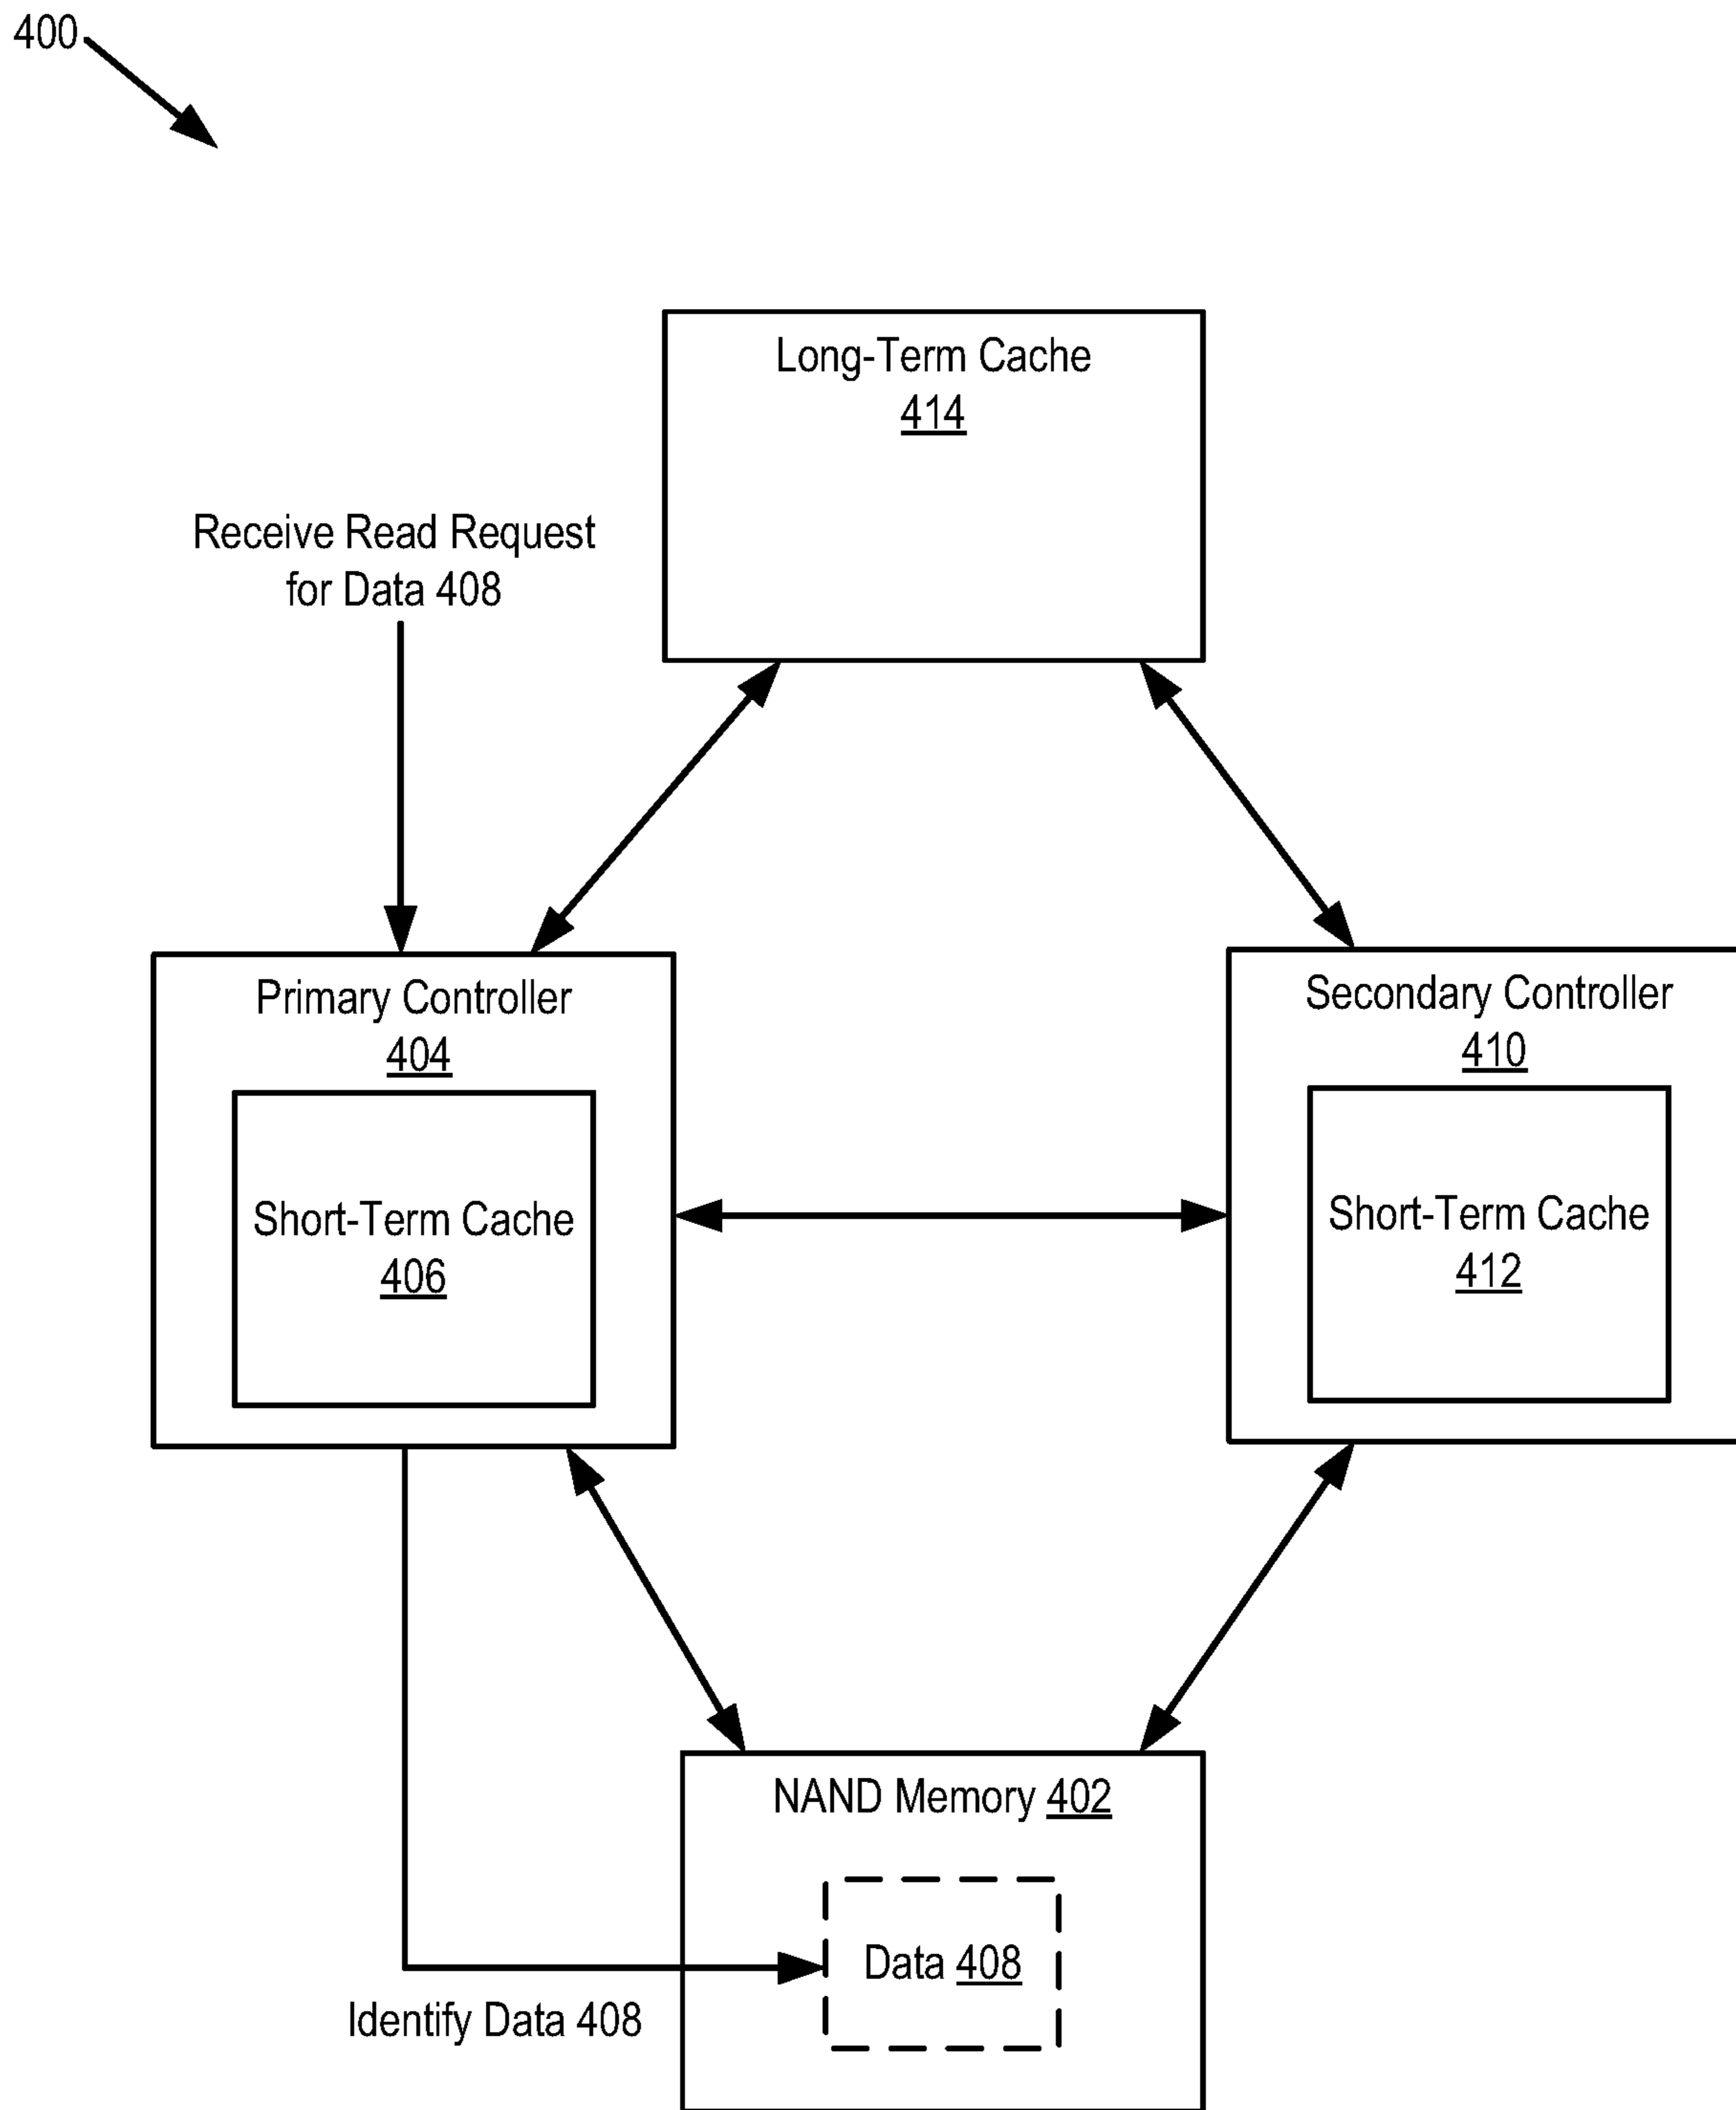 400
Long-Term Cache
414
Receive Read Request
for Data 408
Primary Controller
404
Short-Term Cache
406
Secondary Controller
410
Short-Term Cache
412
NAND Memory 402
Data 408
Identify Data 408